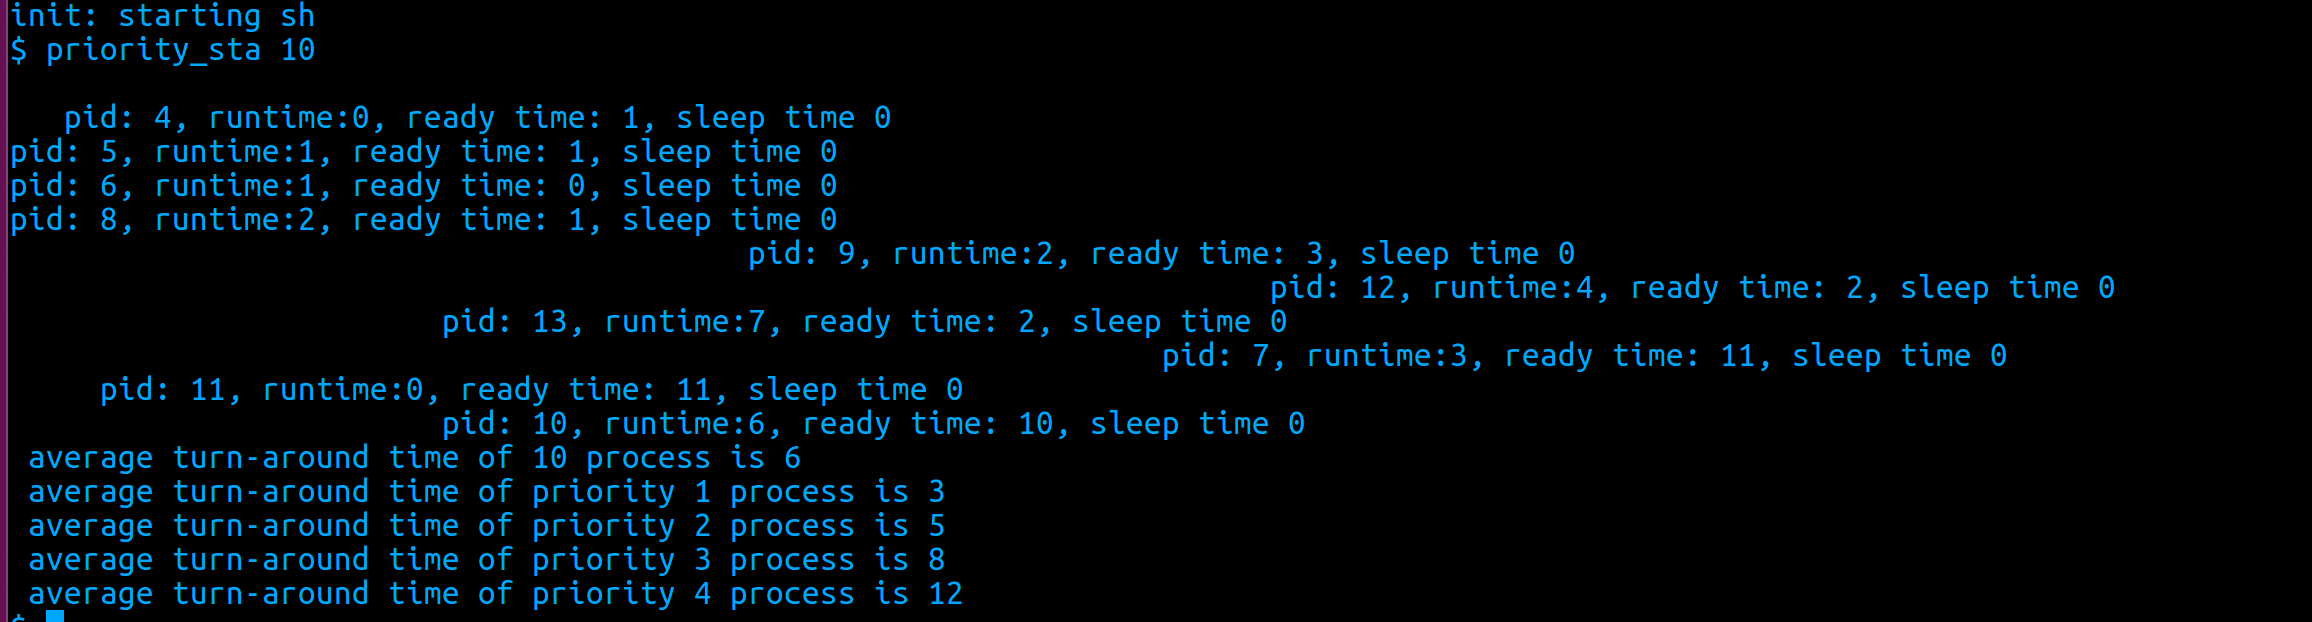 init: starting sh
$ priority_sta 10
pid: 4, runtime:0, ready time: 1, sleep time 0
pid: 5, runtime:1, ready time: 1, sleep time 0
pid: 6, runtime:1, ready time: 0, sleep time 0
pid: 8, runtime:2, ready time: 1, sleep time 0
pid: 9, runtime:2, ready time: 3, sleep time 0
pid: 12, runtime:4, ready time: 2, sleep time 0
pid: 13, runtime:7, ready time: 2, sleep time 0
pid: 7, runtime:3, ready time: 11, sleep time 0
pid: 11, runtime:0, ready time: 11, sleep time 0
pid: 10, runtime:6, ready time: 10, sleep time 0
average turn-around time of 10 process is 6
average turn-around time of priority 1 process is 3
average turn-around time of priority 2 process is 5
average turn-around time of priority 3 process is 8
average turn-around time of priority 4 process is 12
$